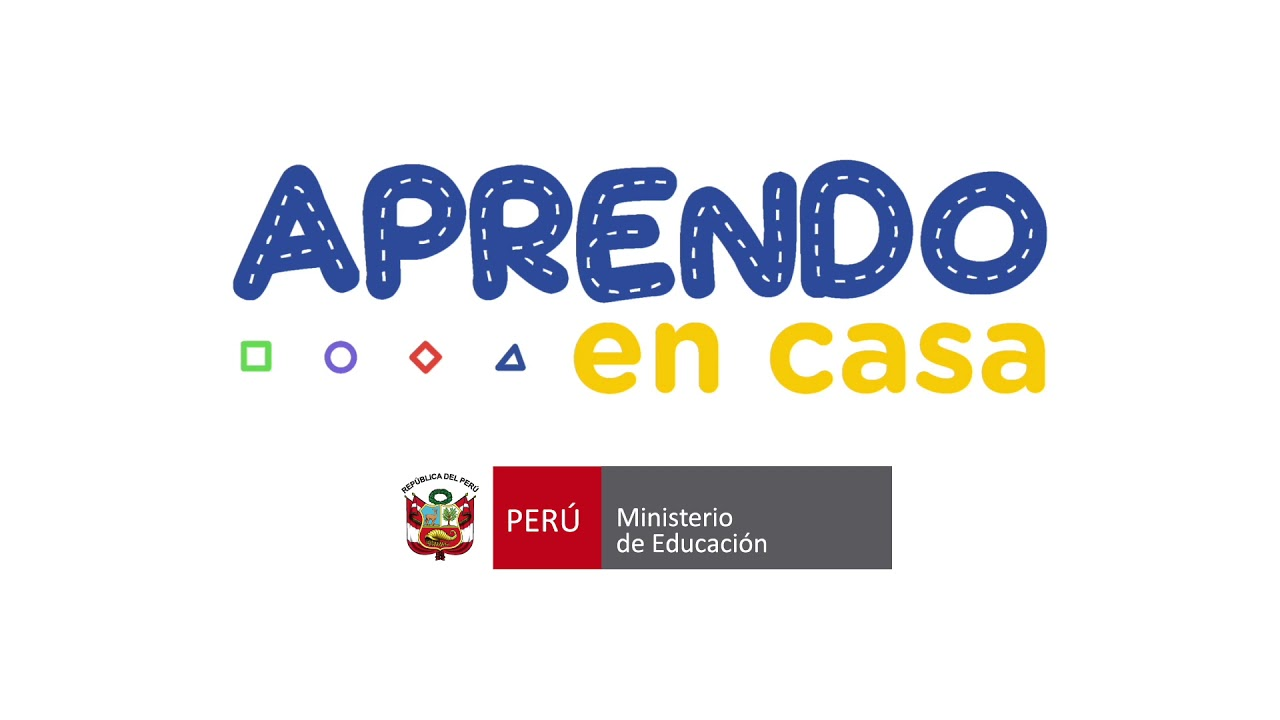 APRENDO
en casa
REPÚBLICA DEL PERÚ
PERÚ
Ministerio
de Educación